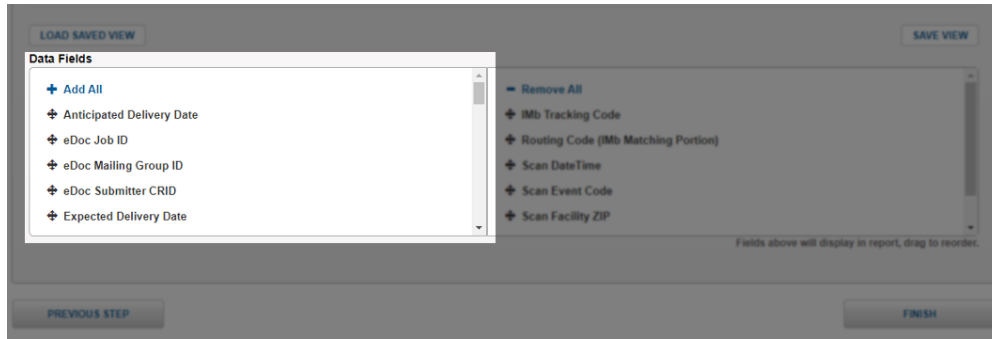 LOAD SAVED VIEW
SAVE VIEW
Data Fields
Add All
Anticipated Delivery Date
eDoc Job ID
eDoc Mailing Group ID
eDoc Submitter CRID
Expected Delivery Date
Remove All
IMb Tracking Code
Routing Code (IMb Matching Portion)
Scan DateTime
Scan Event Code
Scan Facility ZIP
Fields above will display in report, drag to reorder.
PREVIOUS STEP
FINISH